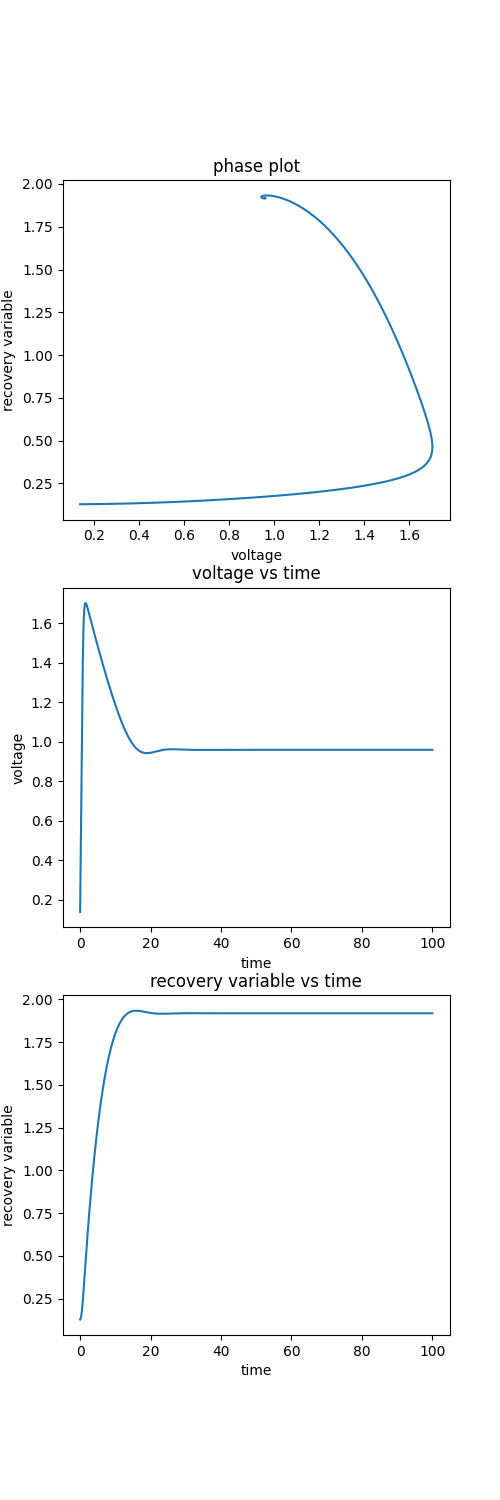 phase plot
2.00
1.75
1.50
1.25
1.00
0.75
0.50
0.25
recovery variable
0.2 0.4 0.6 0.8 1.0 1.2 1.4 1.6
voltage
voltage vs time
1.6
1.4
1.2
1.0
0.8
0.6
0.4
0.2
voltage
0 20 40 60 80 100
time
recovery variable vs time
2.00
1.75
1.50
1.25
1.00
0.75
0.50
0.25
recovery variable
0 20 40 60 80 100
time